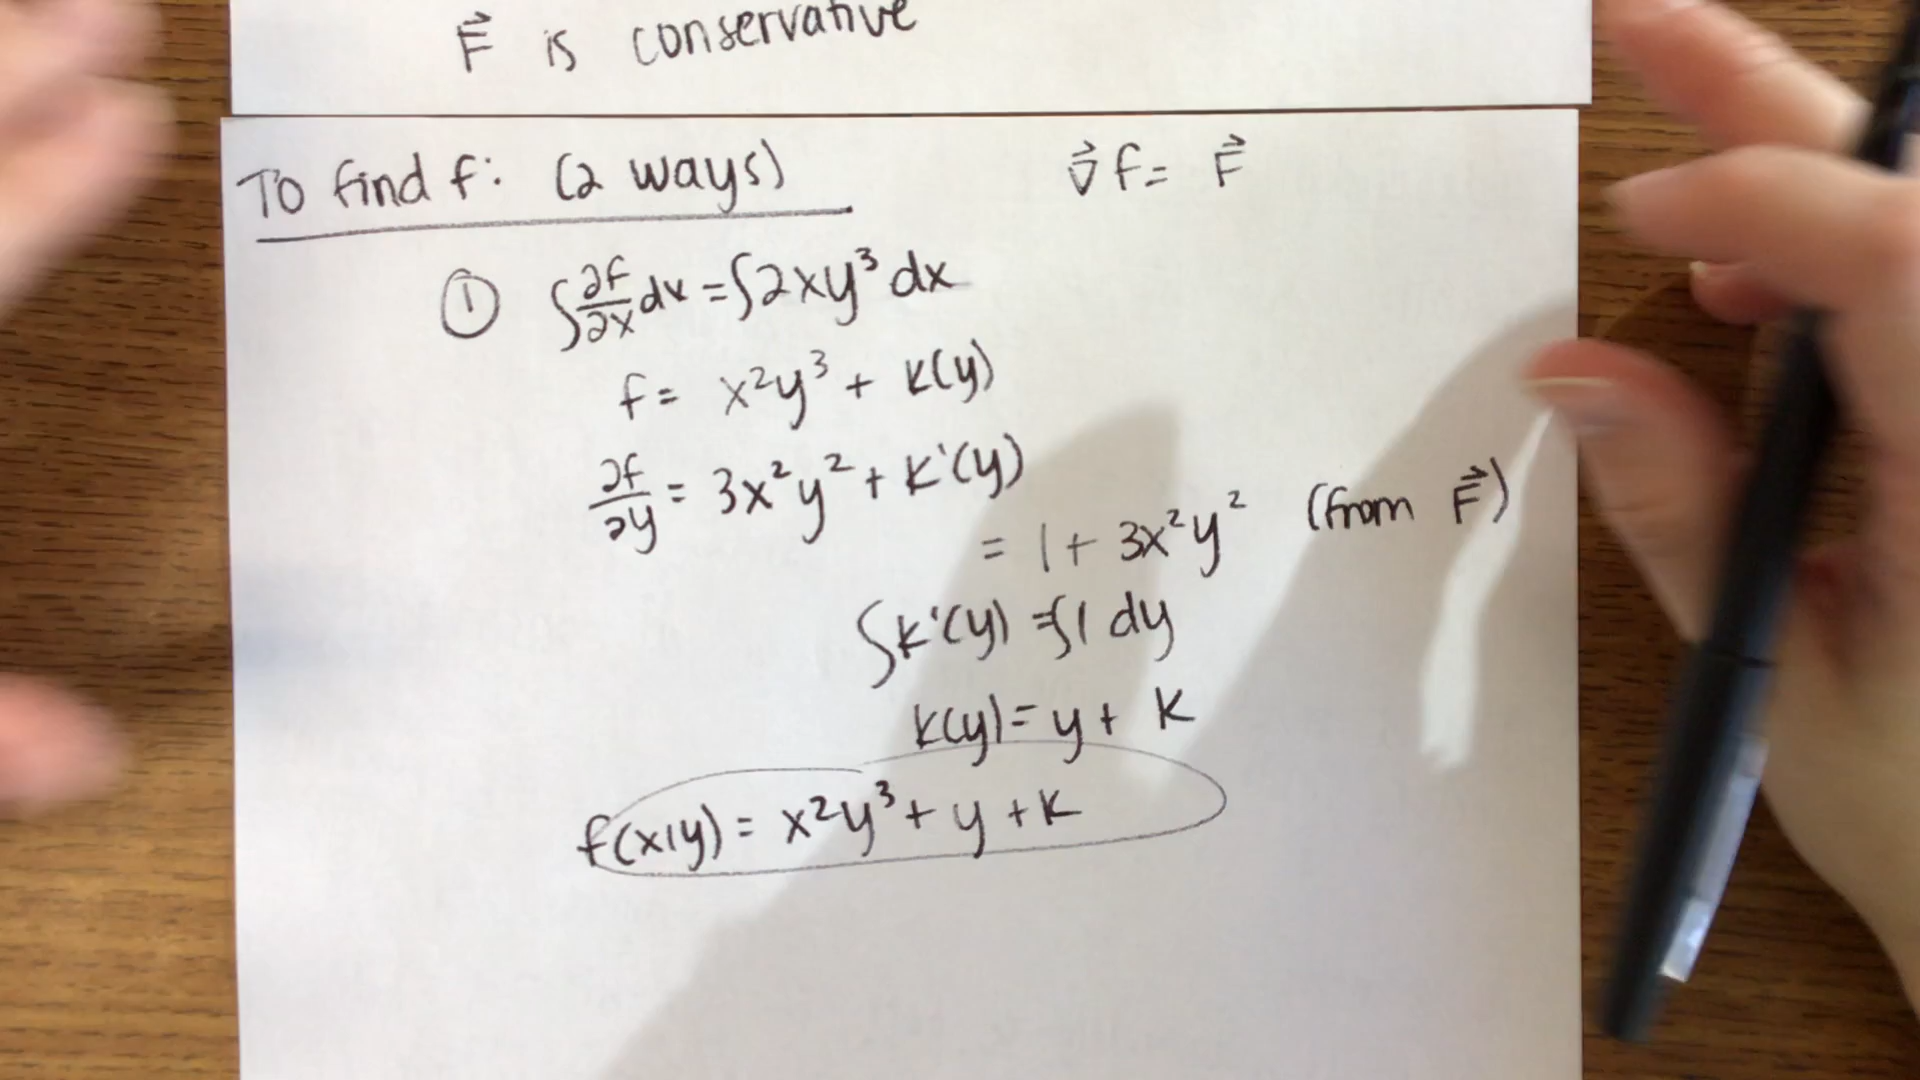 F⃗ is conservative
To find f: (2 ways)
∇⃗f = F⃗
① ∫∂f/∂x dx = ∫2xy³ dx
f = x²y³ + k(y)
∂f/∂y = 3x²y² + k'(y)
= 1 + 3x²y² (from F⃗)
∫k'(y) = ∫1 dy
k(y) = y + K
f(x,y) = x²y³ + y + K